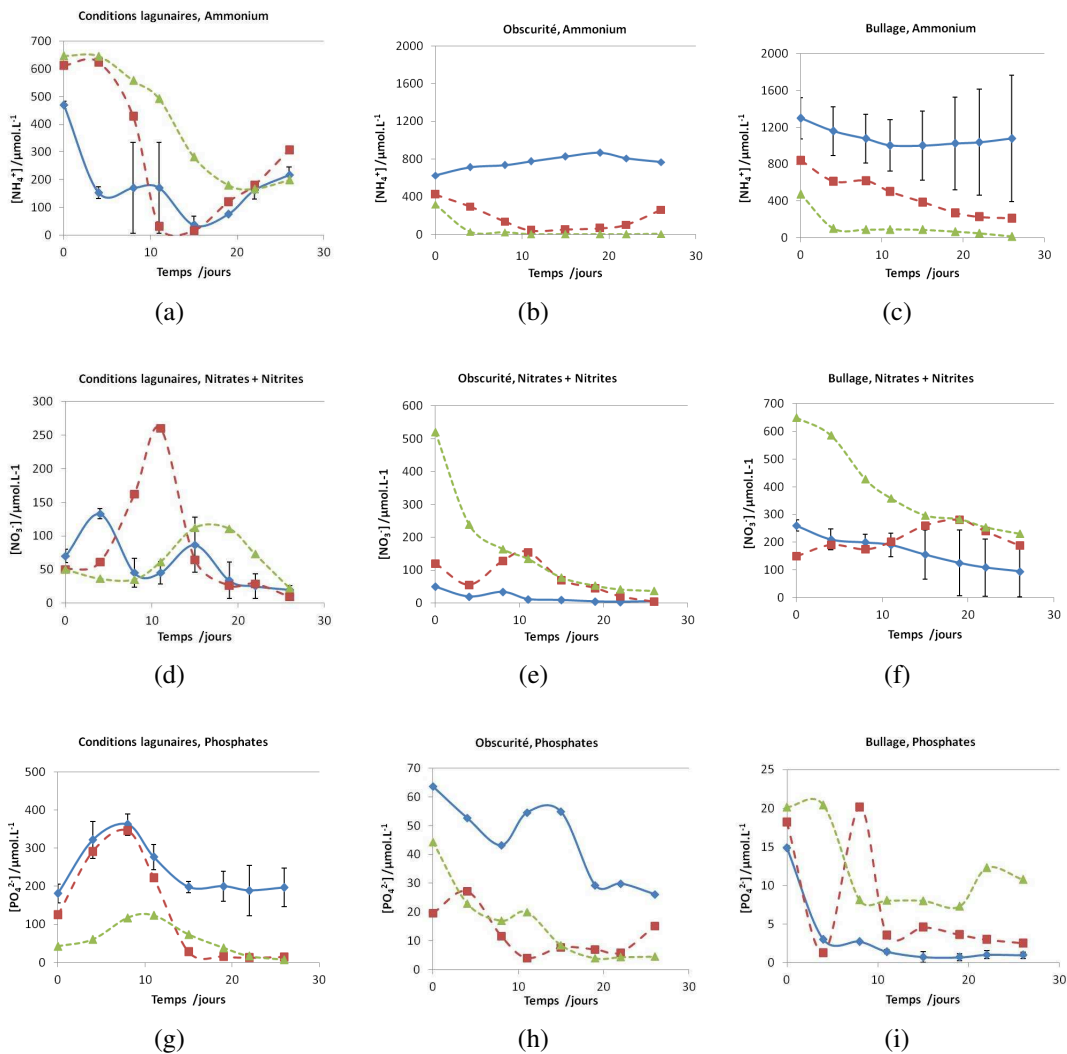 Conditions lagunaires, Ammonium
[NH₄⁺] / µmol.L⁻¹
700
600
500
400
300
200
100
0
0 10 20 30
Temps /jours
(a)
Obscurité, Ammonium
[NH₄⁺] /µmol.L⁻¹
2000
1600
1200
800
400
0
0 10 20 30
Temps /jours
(b)
Bullage, Ammonium
[NH₄⁺] /µmol.L⁻¹
2000
1600
1200
800
400
0
0 10 20 30
Temps /jours
(c)
Conditions lagunaires, Nitrates + Nitrites
[NO₃⁻] /µmol.L-1
300
250
200
150
100
50
0
0 10 20 30
Temps /jours
(d)
Obscurité, Nitrates + Nitrites
[NO₃⁻] /µmol.L-1
600
500
400
300
200
100
0
0 10 20 30
Temps /jours
(e)
Bullage, Nitrates + Nitrites
[NO₃⁻] /µmol.L-1
700
600
500
400
300
200
100
0
0 10 20 30
Temps /jours
(f)
Conditions lagunaires, Phosphates
[PO₄²⁻] /µmol.L⁻¹
500
400
300
200
100
0
0 10 20 30
Temps /jours
(g)
Obscurité, Phosphates
[PO₄²⁻] /µmol.L⁻¹
70
60
50
40
30
20
10
0
0 10 20 30
Temps /jours
(h)
Bullage, Phosphates
[PO₄²⁻] /µmol.L⁻¹
25
20
15
10
5
0
0 10 20 30
Temps /jours
(i)